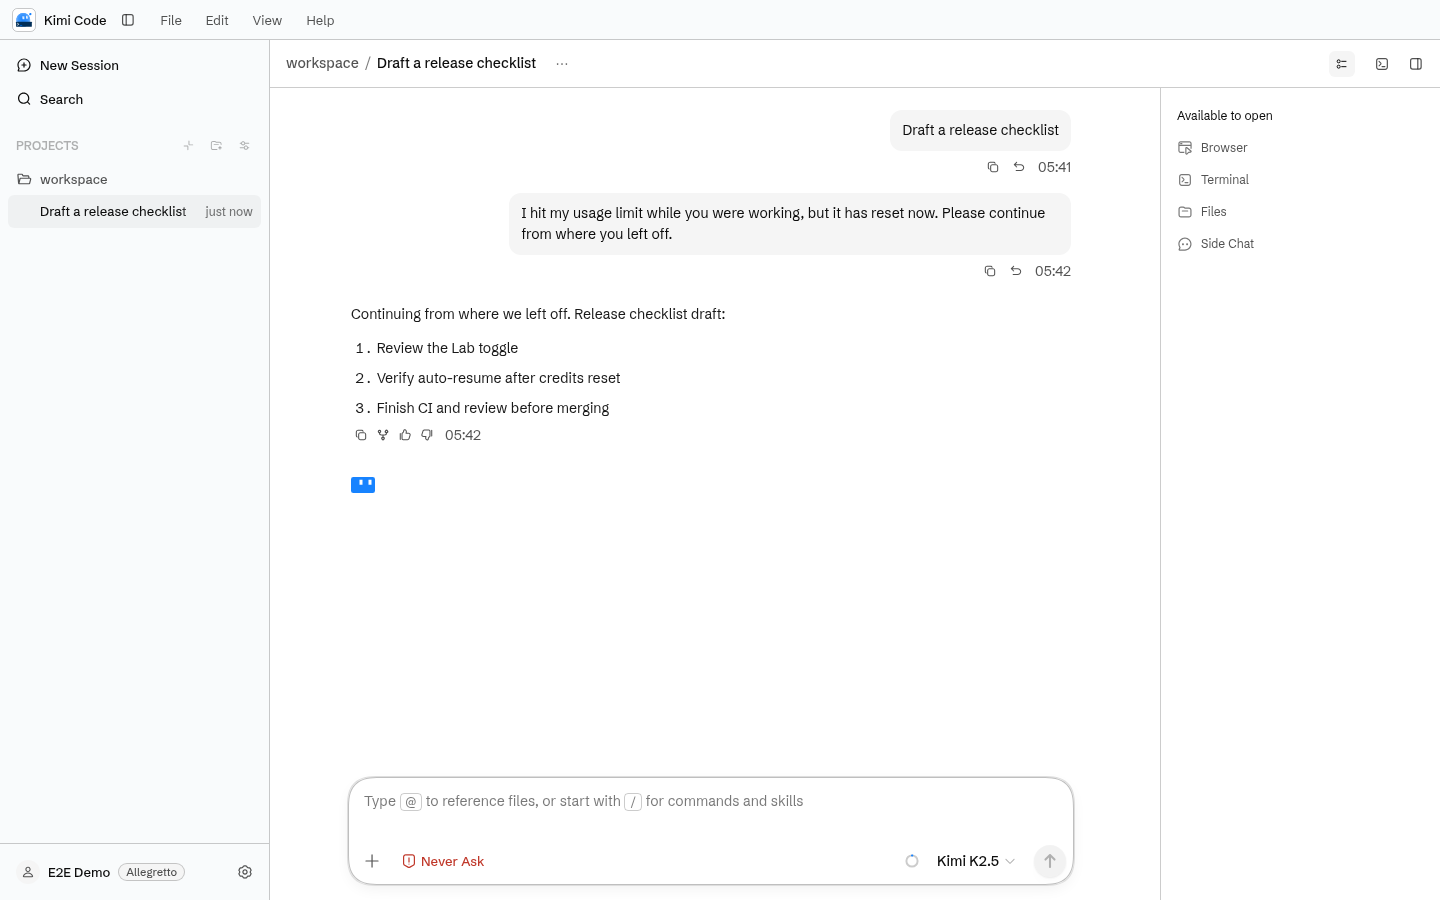 Kimi Code
File
Edit
View
Help
New Session
Search
PROJECTS
workspace
Draft a release checklist
just now
E2E Demo
Allegretto
workspace / Draft a release checklist
Draft a release checklist
05:41
I hit my usage limit while you were working, but it has reset now. Please continue
from where you left off.
05:42
Continuing from where we left off. Release checklist draft:
1. Review the Lab toggle
2. Verify auto-resume after credits reset
3. Finish CI and review before merging
05:42
Type @ to reference files, or start with / for commands and skills
Never Ask
Kimi K2.5
Available to open
Browser
Terminal
Files
Side Chat